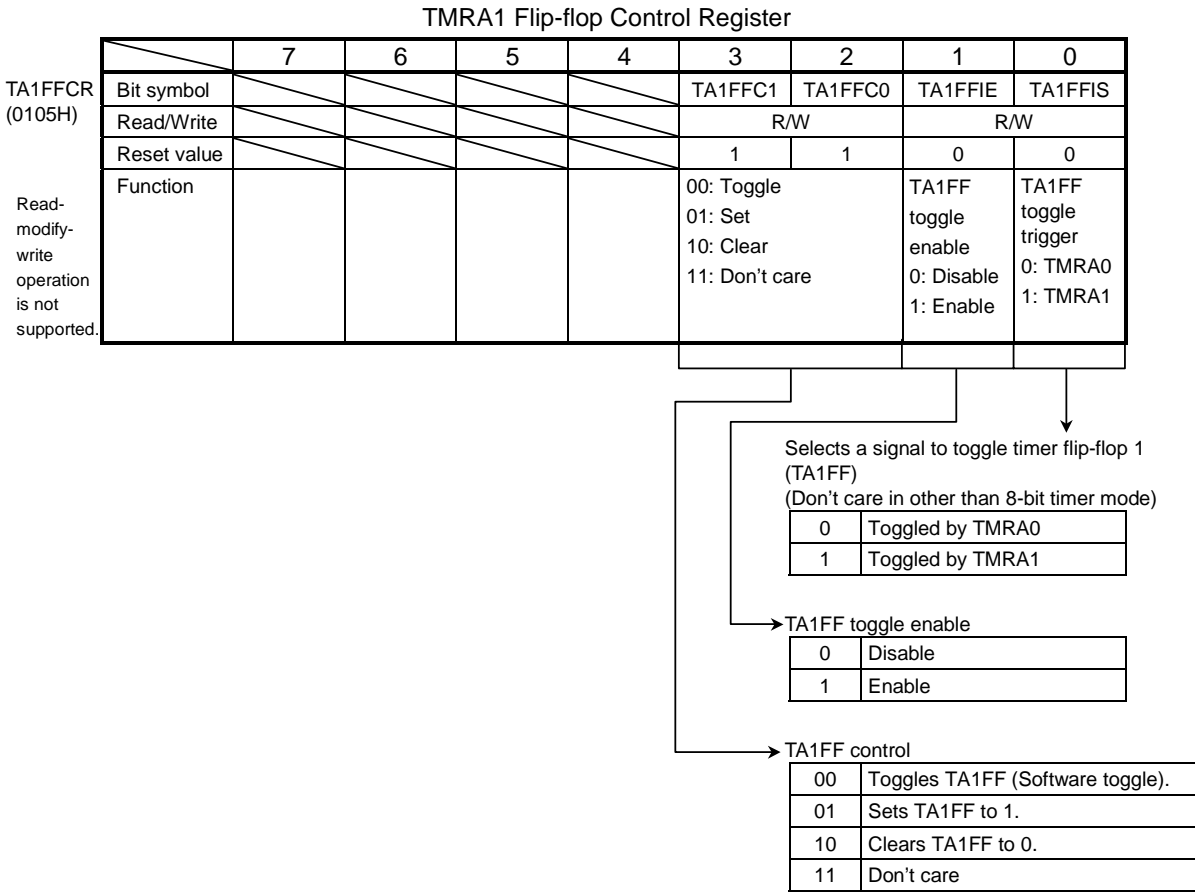 TMRA1 Flip-flop Control Register
7 6 5 4 3 2 1 0
TA1FFCR
(0105H)
Bit symbol TA1FFC1 TA1FFC0 TA1FFIE TA1FFIS
Read/Write R/W R/W
Reset value 1 1 0 0
Read-
modify-
write
operation
is not
supported.
Function
00: Toggle
01: Set
10: Clear
11: Don't care
TA1FF
toggle
enable
0: Disable
1: Enable
TA1FF
toggle
trigger
0: TMRA0
1: TMRA1
Selects a signal to toggle timer flip-flop 1
(TA1FF)
(Don't care in other than 8-bit timer mode)
0 Toggled by TMRA0
1 Toggled by TMRA1
TA1FF toggle enable
0 Disable
1 Enable
TA1FF control
00 Toggles TA1FF (Software toggle).
01 Sets TA1FF to 1.
10 Clears TA1FF to 0.
11 Don't care